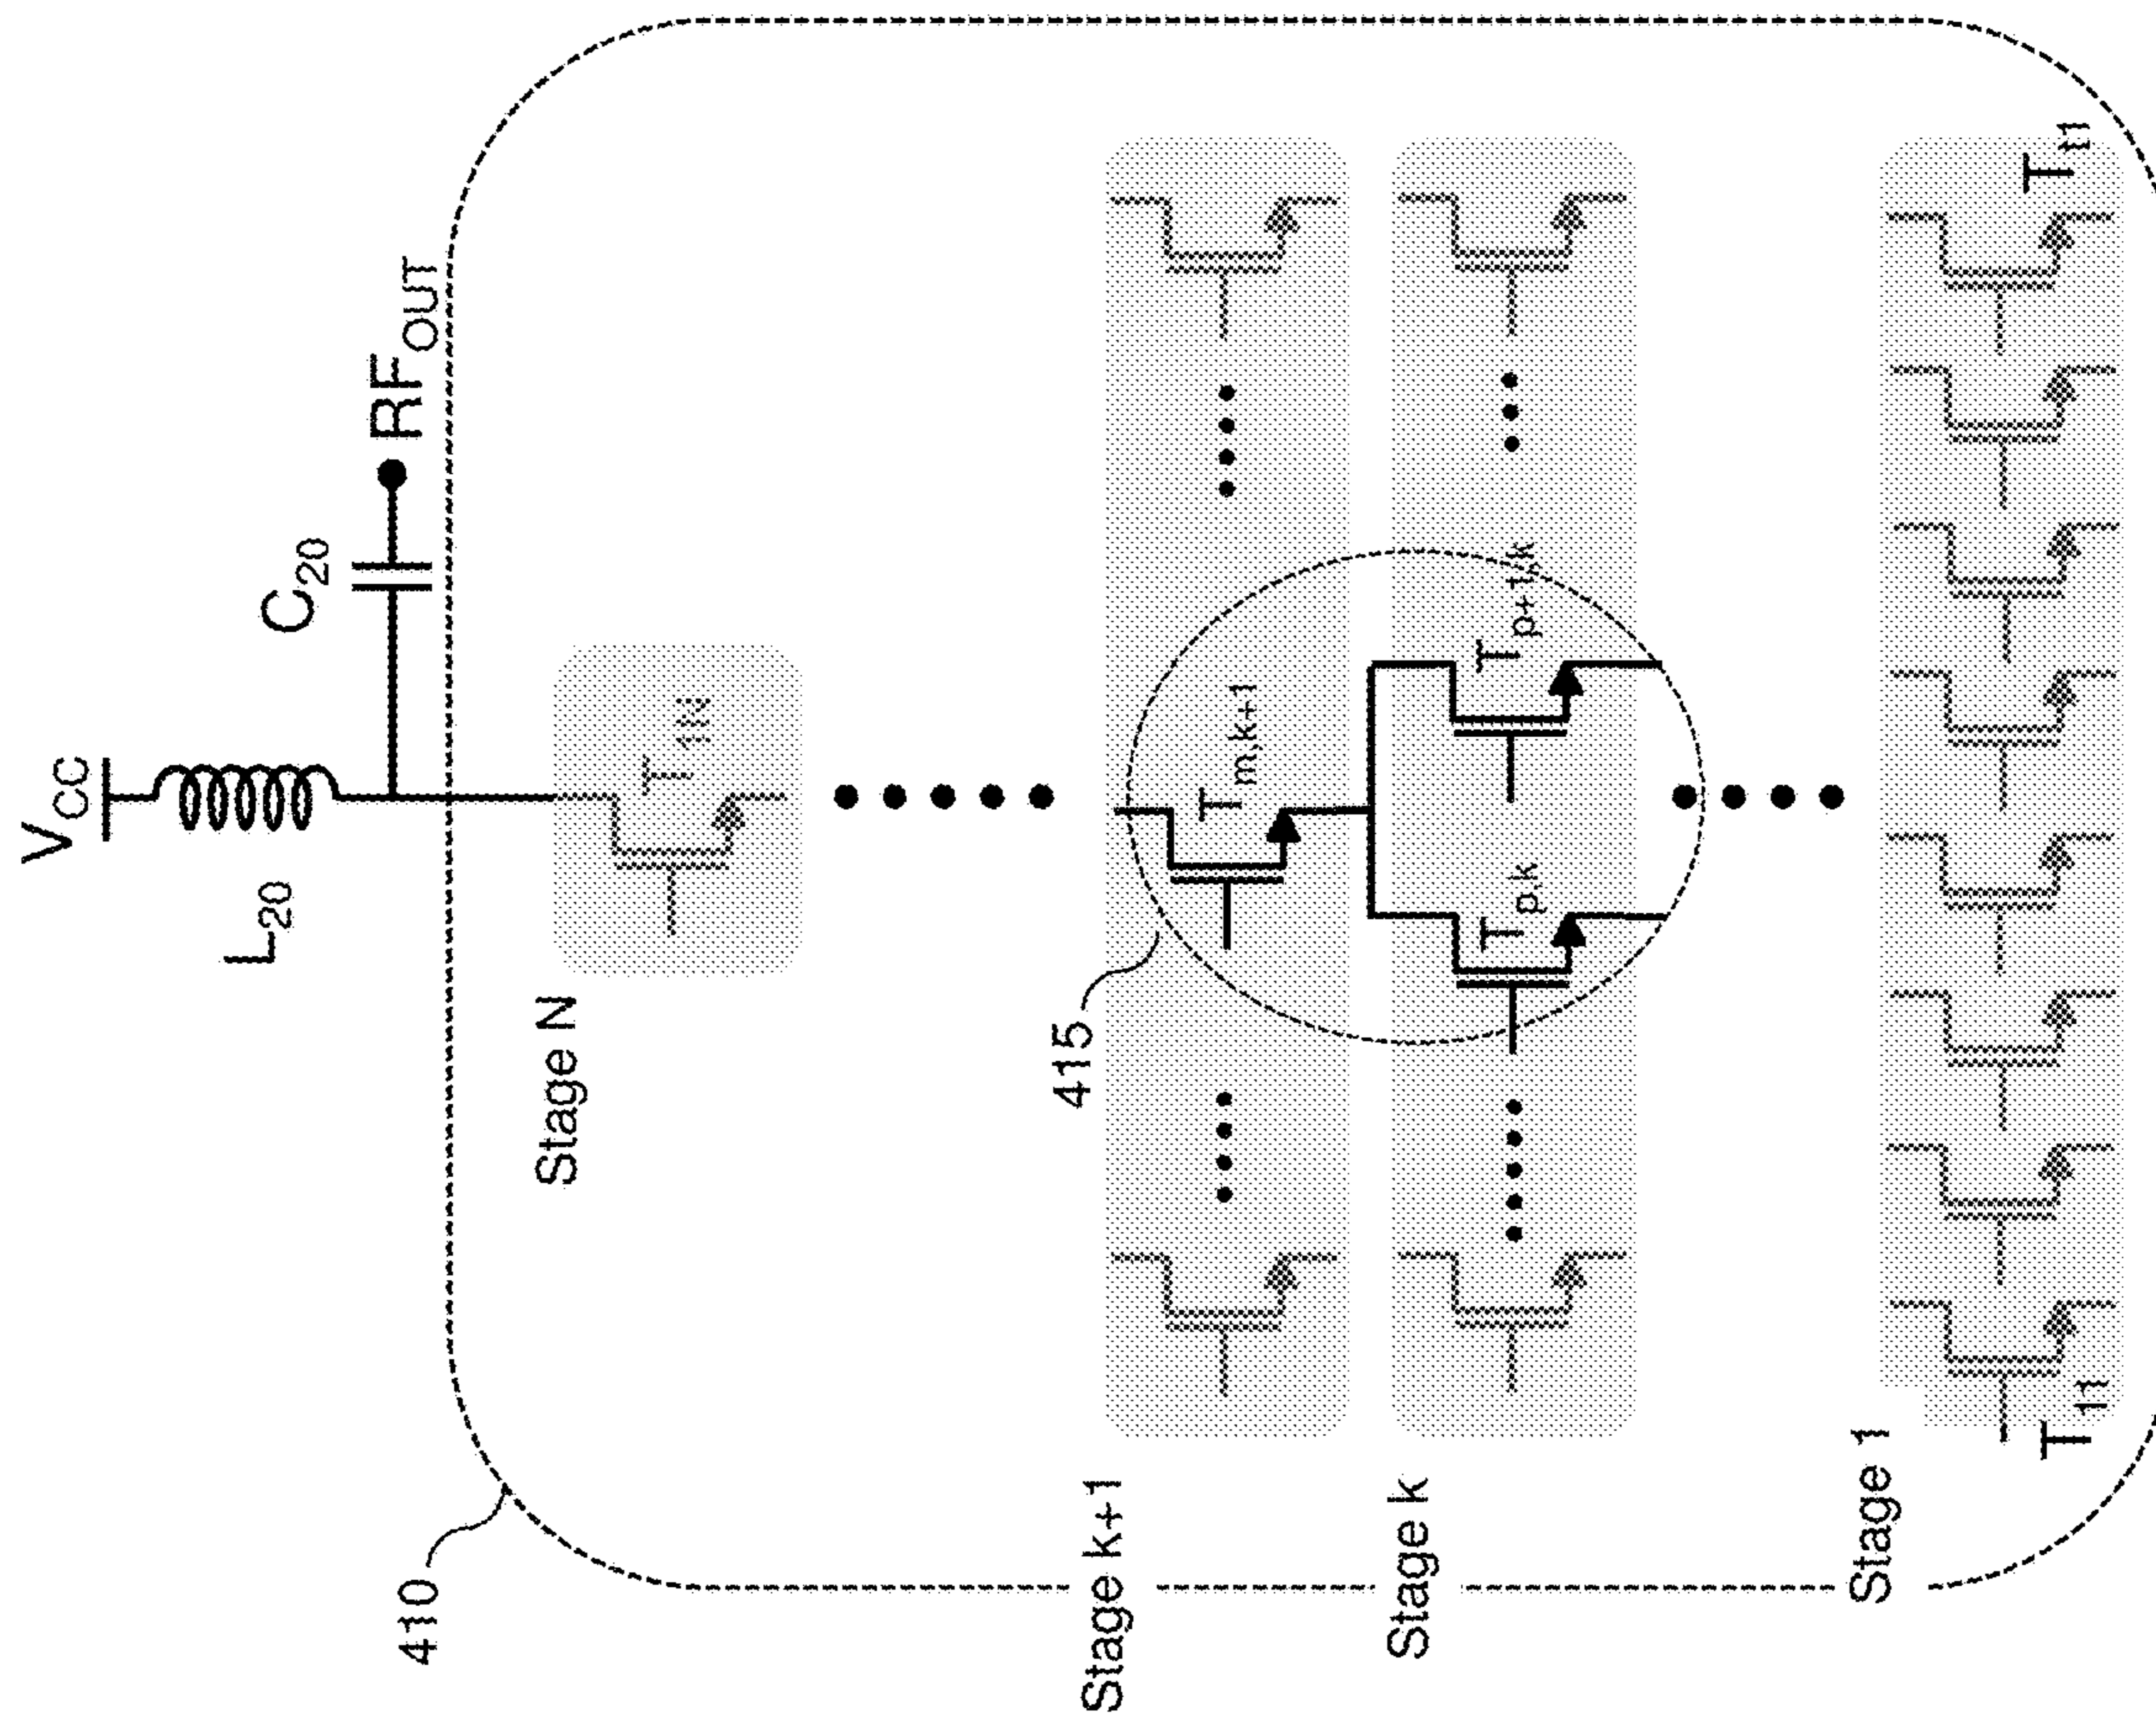 V_CC
L_20
C_20
RF_OUT
410
Stage N
T_1N
415
Stage k+1
T_m,k+1
Stage k
T_p,k
T_p+1,k
Stage 1
T_11
T_i1